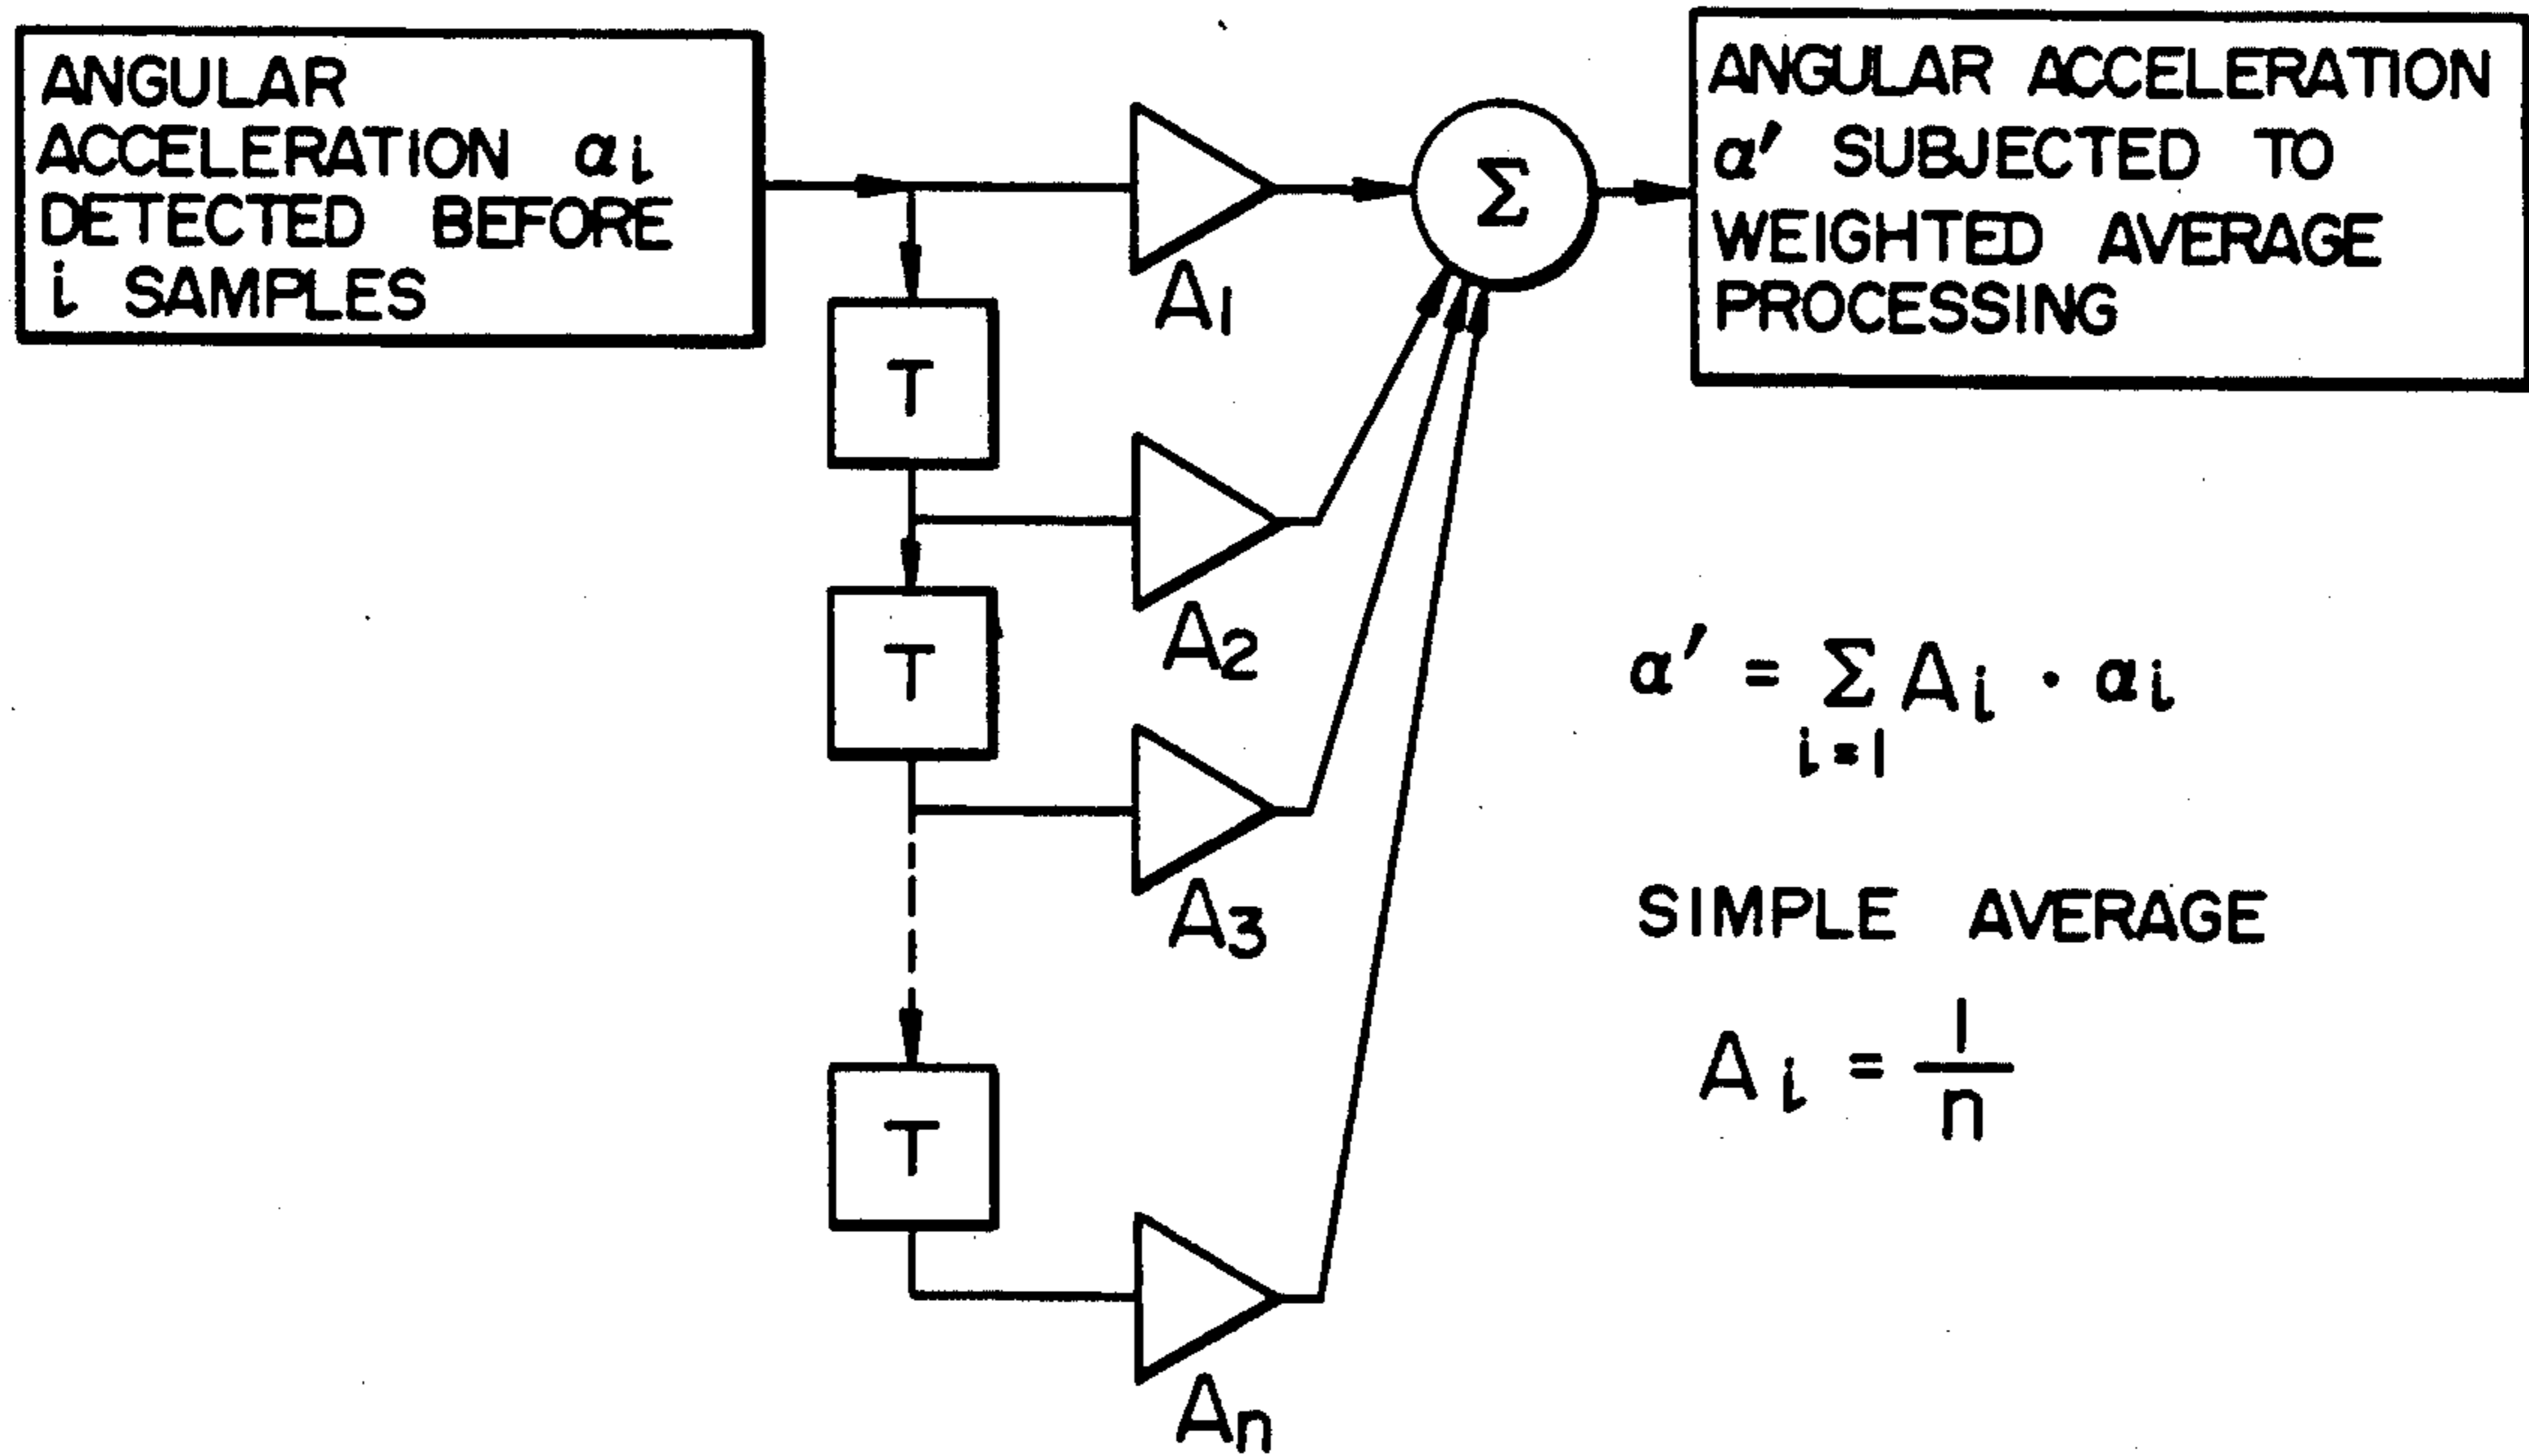 ANGULAR
ACCELERATION αi
DETECTED BEFORE
i SAMPLES
Σ
ANGULAR ACCELERATION
α' SUBJECTED TO
WEIGHTED AVERAGE
PROCESSING
A1
T
A2
T
A3
T
An
α' = Σ Ai · αi
i=1
SIMPLE AVERAGE
Ai = 1/n